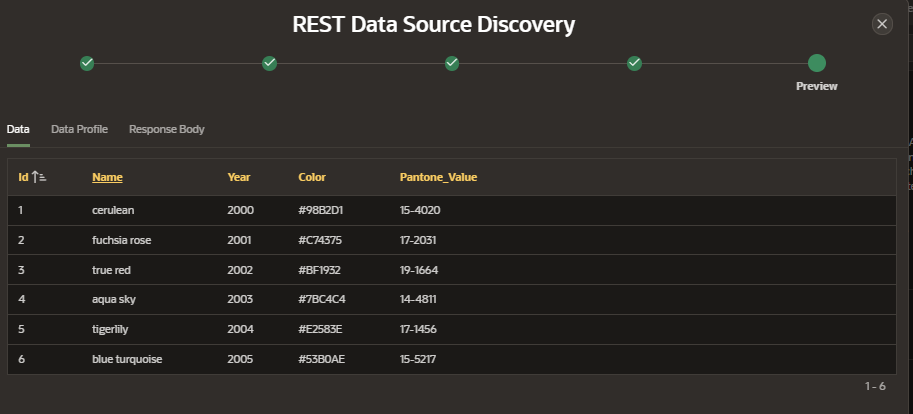 REST Data Source Discovery
Preview
Data Data Profile Response Body
Id Name Year Color Pantone_Value
1 cerulean 2000 #98B2D1 15-4020
2 fuchsia rose 2001 #C74375 17-2031
3 true red 2002 #BF1932 19-1664
4 aqua sky 2003 #7BC4C4 14-4811
5 tigerlily 2004 #E2583E 17-1456
6 blue turquoise 2005 #53B0AE 15-5217
1 - 6